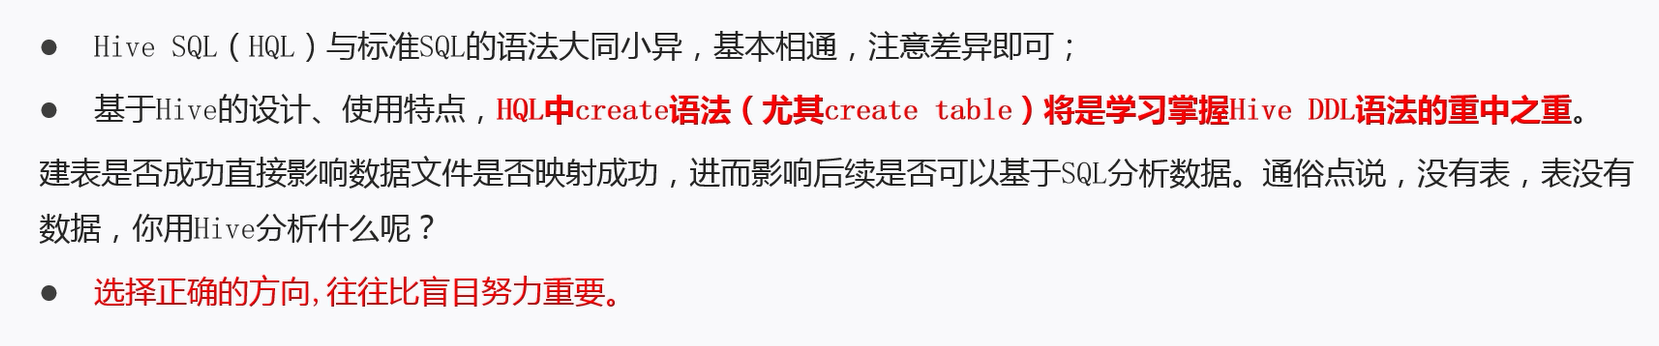 ● Hive SQL（HQL）与标准SQL的语法大同小异，基本相通，注意差异即可；
● 基于Hive的设计、使用特点，HQL中create语法（尤其create table）将是学习掌握Hive DDL语法的重中之重。
建表是否成功直接影响数据文件是否映射成功，进而影响后续是否可以基于SQL分析数据。通俗点说，没有表，表没有
数据，你用Hive分析什么呢？
● 选择正确的方向,往往比盲目努力重要。